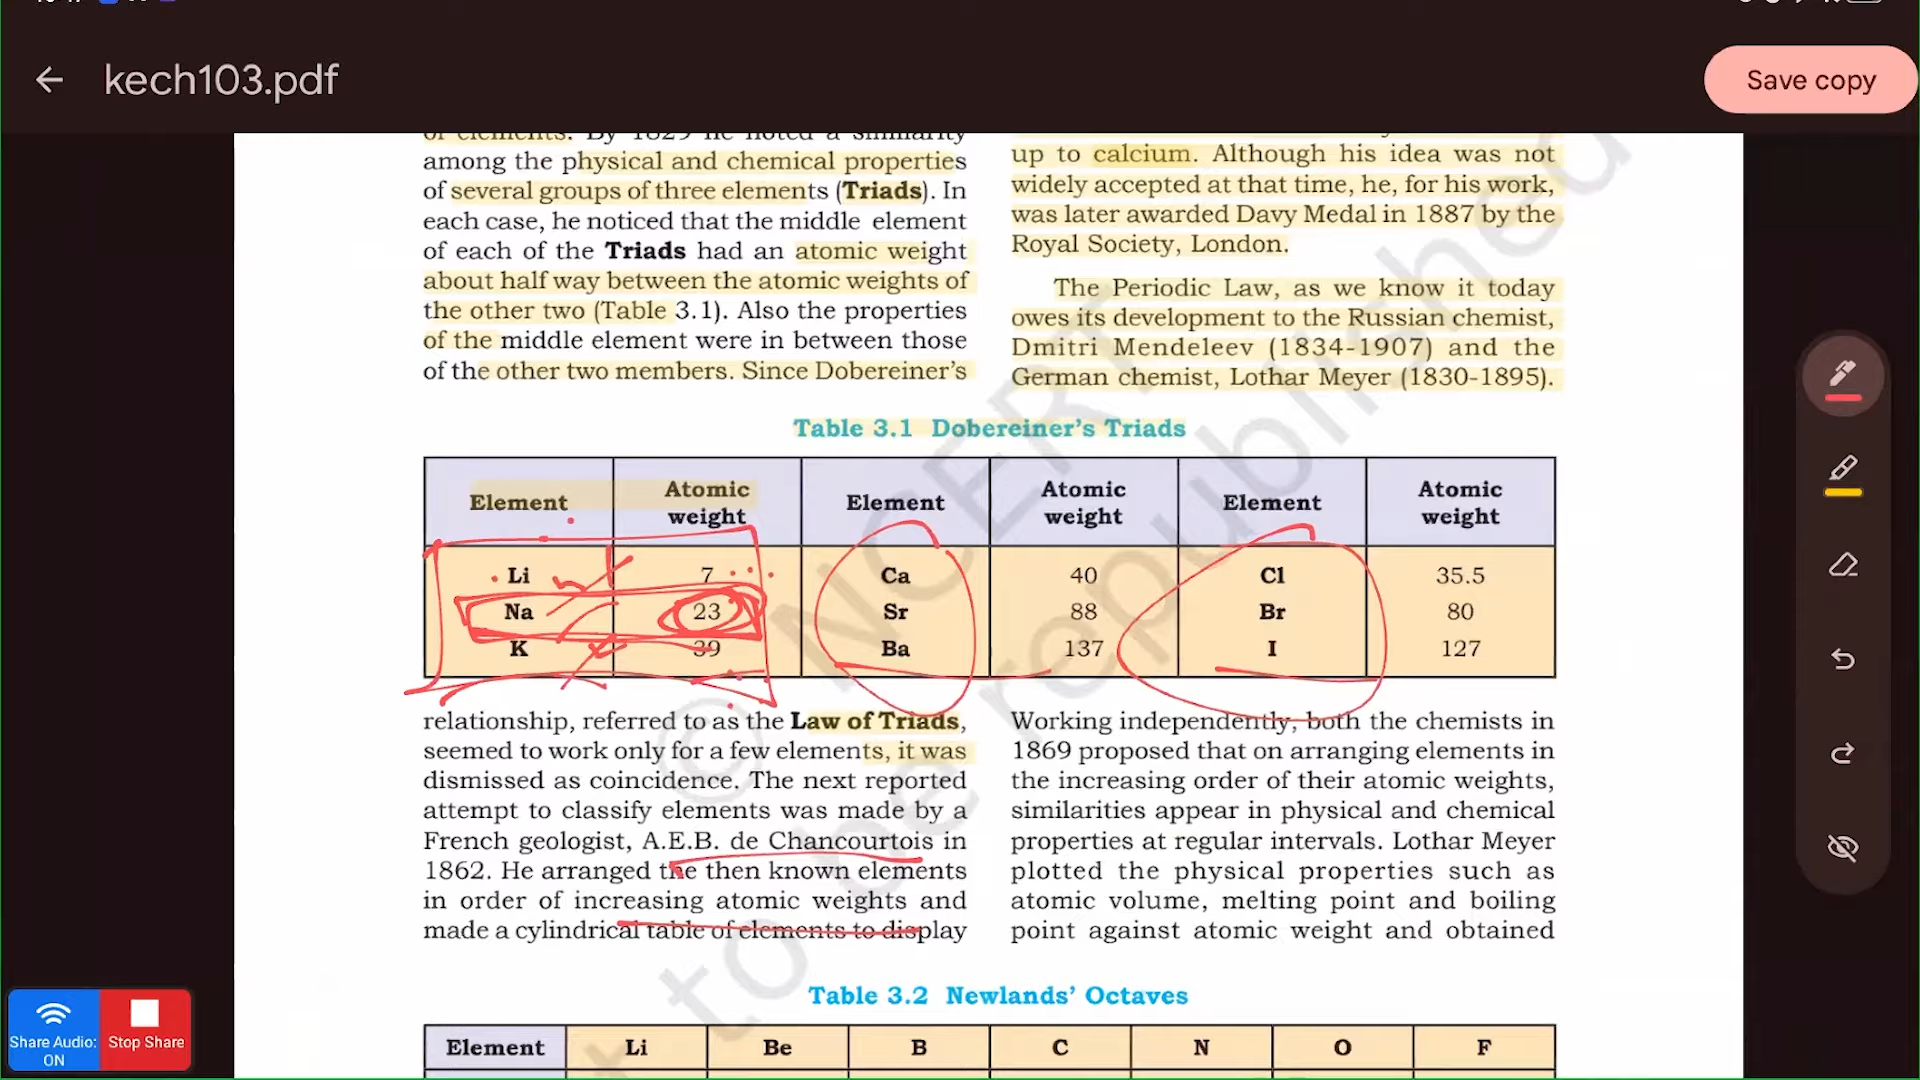 kech103.pdf
Save copy
of elements. By 1829 he noted a similarity
among the physical and chemical properties
of several groups of three elements (Triads). In
each case, he noticed that the middle element
of each of the Triads had an atomic weight
about half way between the atomic weights of
the other two (Table 3.1). Also the properties
of the middle element were in between those
of the other two members. Since Dobereiner's
up to calcium. Although his idea was not
widely accepted at that time, he, for his work,
was later awarded Davy Medal in 1887 by the
Royal Society, London.
The Periodic Law, as we know it today
owes its development to the Russian chemist,
Dmitri Mendeleev (1834-1907) and the
German chemist, Lothar Meyer (1830-1895).
Table 3.1 Dobereiner's Triads
Element Atomic weight Element Atomic weight Element Atomic weight
Li 7 Ca 40 Cl 35.5
Na 23 Sr 88 Br 80
K 39 Ba 137 I 127
relationship, referred to as the Law of Triads,
seemed to work only for a few elements, it was
dismissed as coincidence. The next reported
attempt to classify elements was made by a
French geologist, A.E.B. de Chancourtois in
1862. He arranged the then known elements
in order of increasing atomic weights and
made a cylindrical table of elements to display
Working independently, both the chemists in
1869 proposed that on arranging elements in
the increasing order of their atomic weights,
similarities appear in physical and chemical
properties at regular intervals. Lothar Meyer
plotted the physical properties such as
atomic volume, melting point and boiling
point against atomic weight and obtained
Table 3.2 Newlands' Octaves
Element Li Be B C N O F
© NCERT
to be republished
Share Audio:
ON
Stop Share